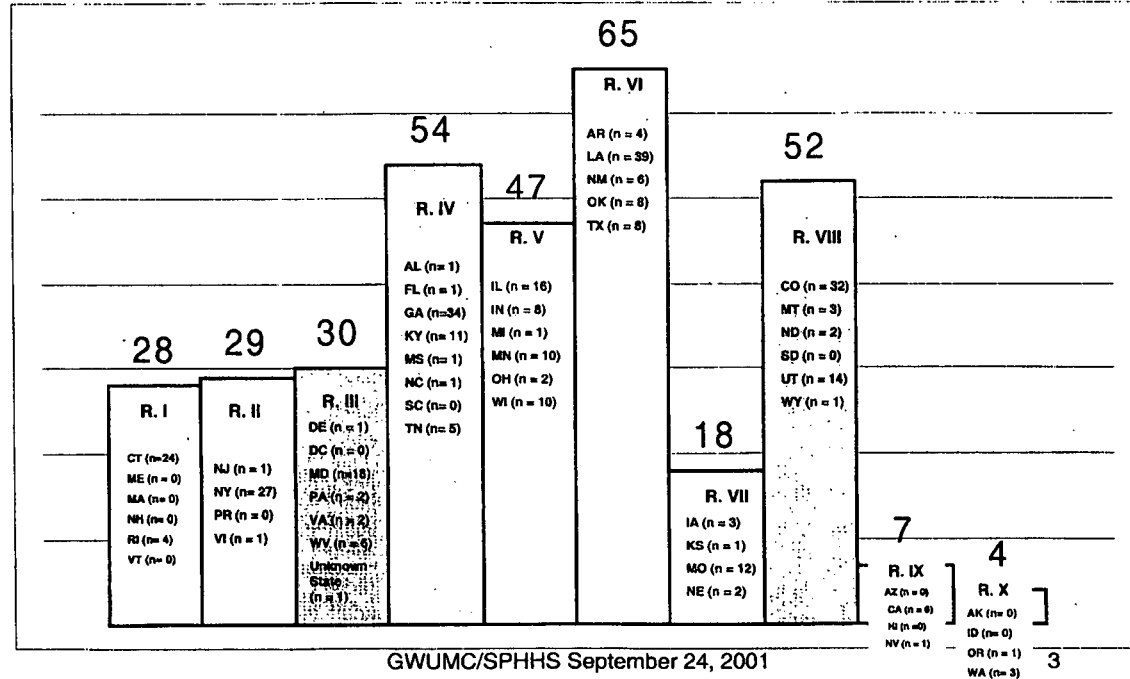 28
R. I
CT (n=24)
ME (n= 0)
MA (n= 0)
NH (n= 0)
RI (n= 4)
VT (n= 0)
29
R. II
NJ (n = 1)
NY (n= 27)
PR (n = 0)
VI (n = 1)
30
R. III
DE (n = 1)
DC (n = 0)
MD (n=18)
PA (n = 2)
VA (n = 2)
WV (n = 6)
Unknown
State
(n = 1)
54
R. IV
AL (n= 1)
FL (n = 1)
GA (n=34)
KY (n= 11)
MS (n= 1)
NC (n= 1)
SC (n= 0)
TN (n= 5)
47
R. V
IL (n = 16)
IN (n = 8)
MI (n = 1)
MN (n = 10)
OH (n = 2)
WI (n = 10)
65
R. VI
AR (n = 4)
LA (n = 39)
NM (n = 6)
OK (n = 8)
TX (n = 8)
18
R. VII
IA (n = 3)
KS (n = 1)
MO (n = 12)
NE (n = 2)
52
R. VIII
CO (n = 32)
MT (n = 3)
ND (n = 2)
SD (n = 0)
UT (n = 14)
WY (n = 1)
7
R. IX
AZ (n = 0)
CA (n = 6)
HI (n =0)
NV (n = 1)
4
R. X
AK (n= 0)
ID (n= 0)
OR (n = 1)
WA (n = 3)
GWUMC/SPHHS September 24, 2001
3